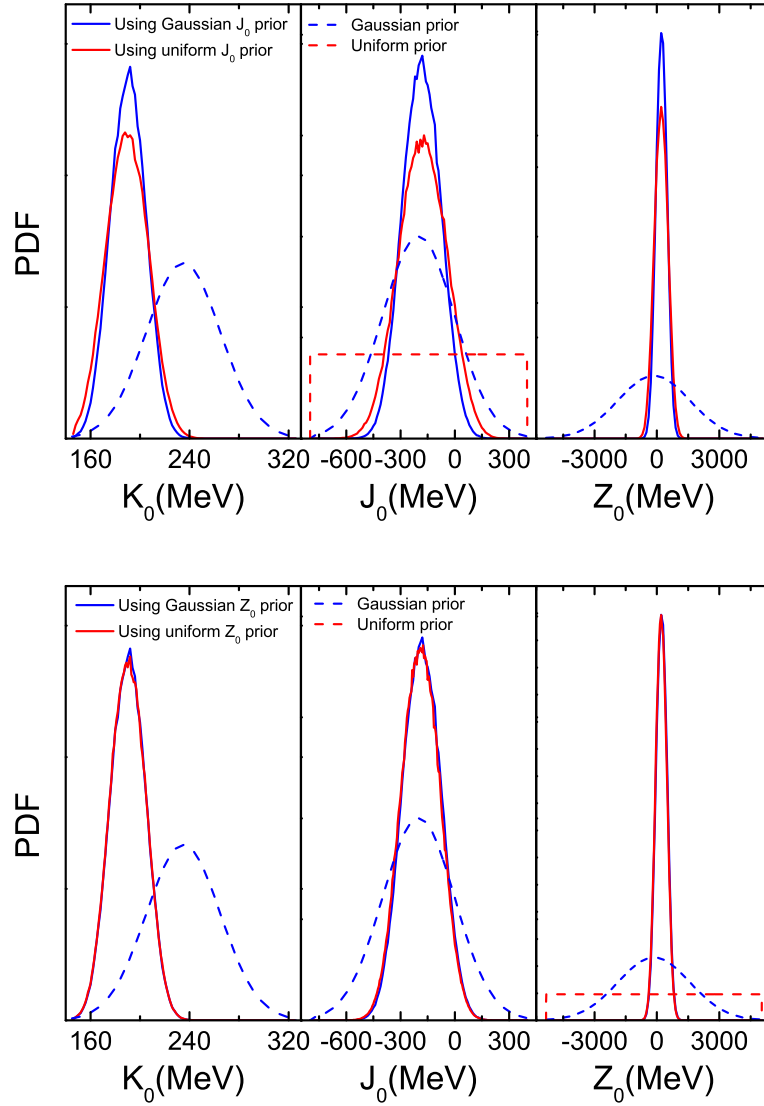 Using Gaussian J₀ prior
Using uniform J₀ prior
Gaussian prior
Uniform prior
PDF
160 240 320 -600 -300 0 300 -3000 0 3000
K₀(MeV) J₀(MeV) Z₀(MeV)
Using Gaussian Z₀ prior
Using uniform Z₀ prior
Gaussian prior
Uniform prior
PDF
160 240 320 -600 -300 0 300 -3000 0 3000
K₀(MeV) J₀(MeV) Z₀(MeV)